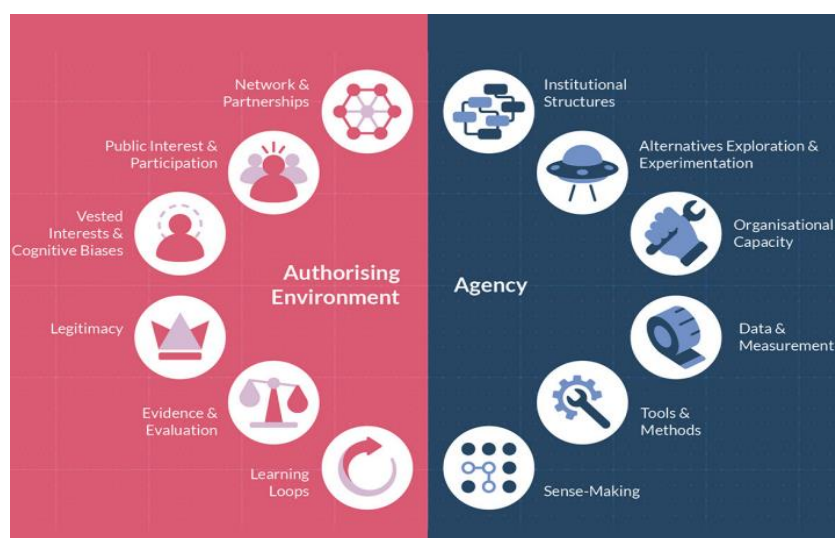 Network &
Partnerships
Public Interest &
Participation
Vested
Interests &
Cognitive Biases
Authorising
Environment
Legitimacy
Evidence &
Evaluation
Learning
Loops
Institutional
Structures
Alternatives Exploration &
Experimentation
Organisational
Capacity
Agency
Data &
Measurement
Tools &
Methods
Sense-Making